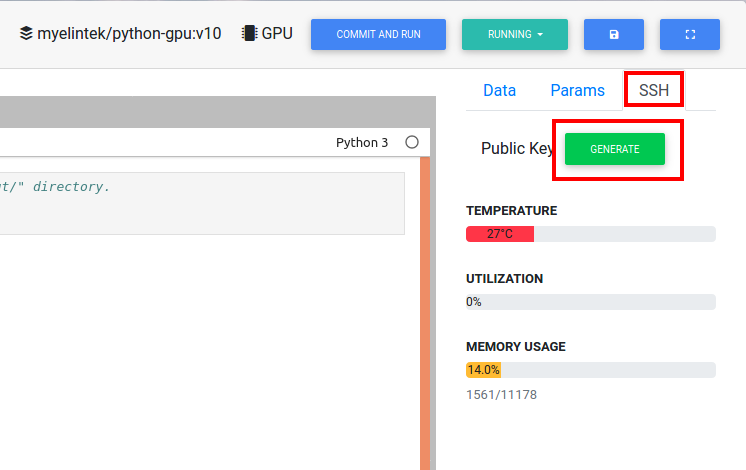 myelintek/python-gpu:v10 GPU COMMIT AND RUN RUNNING
Data Params SSH
Python 3
Public Key GENERATE
t/" directory.
TEMPERATURE
27°C
UTILIZATION
0%
MEMORY USAGE
14.0%
1561/11178